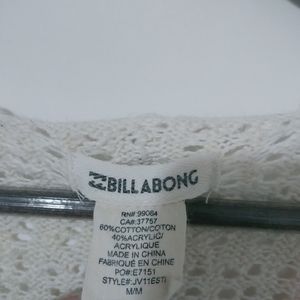 BILLABONG
RN#:99084
CA#:37757
60%COTTON/COTON
40%ACRYLIC/
ACRYLIQUE
MADE IN CHINA
FABRIQUÉ EN CHINE
PO#:E7151
STYLE#:JV11ESTI
M/M